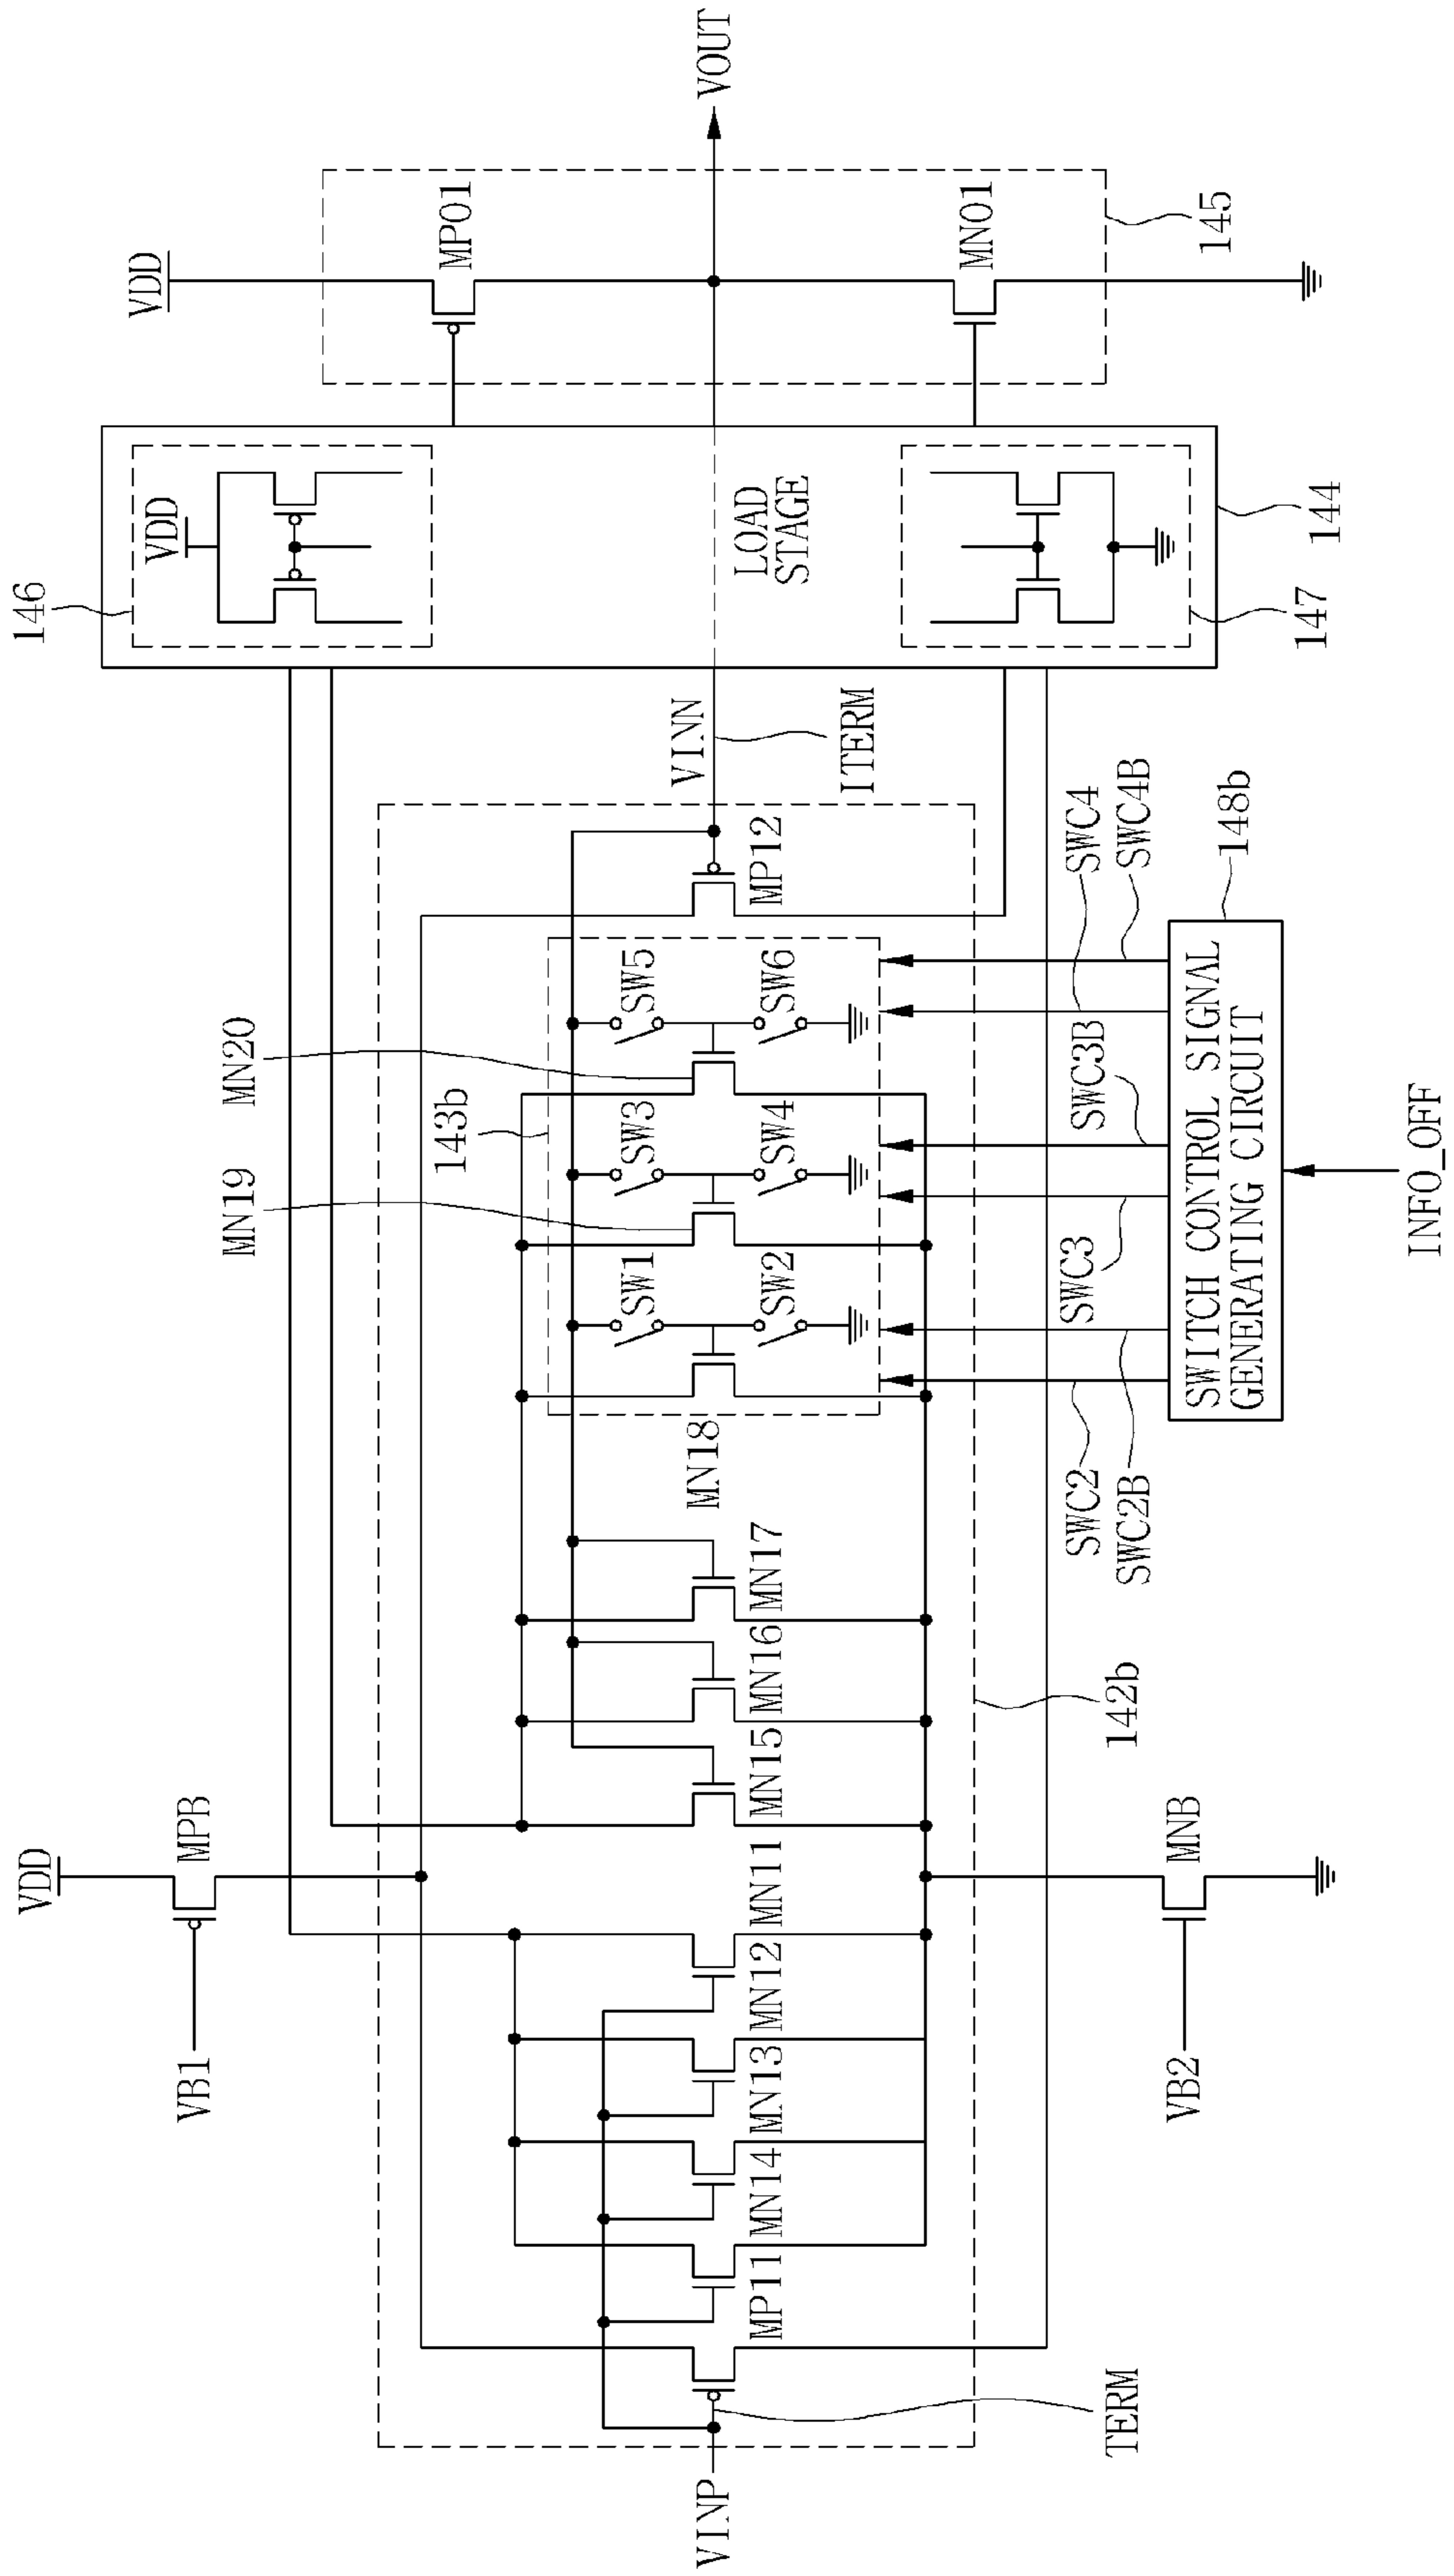 VDD
VB1
MPB
VDD
146
VDD
MPO1
VOUT
LOAD
STAGE
147
144
MNO1
145
VINP
TERM
MP11
MN14
MN13
MN12
MN11
MN15
MN16
MN17
MN18
MN19
MN20
143b
SW1
SW2
SW3
SW4
SW5
SW6
MP12
VINN
ITERM
142b
VB2
MNB
SWC2
SWC2B
SWC3
SWC3B
SWC4
SWC4B
148b
SWITCH CONTROL SIGNAL
GENERATING CIRCUIT
INFO_OFF